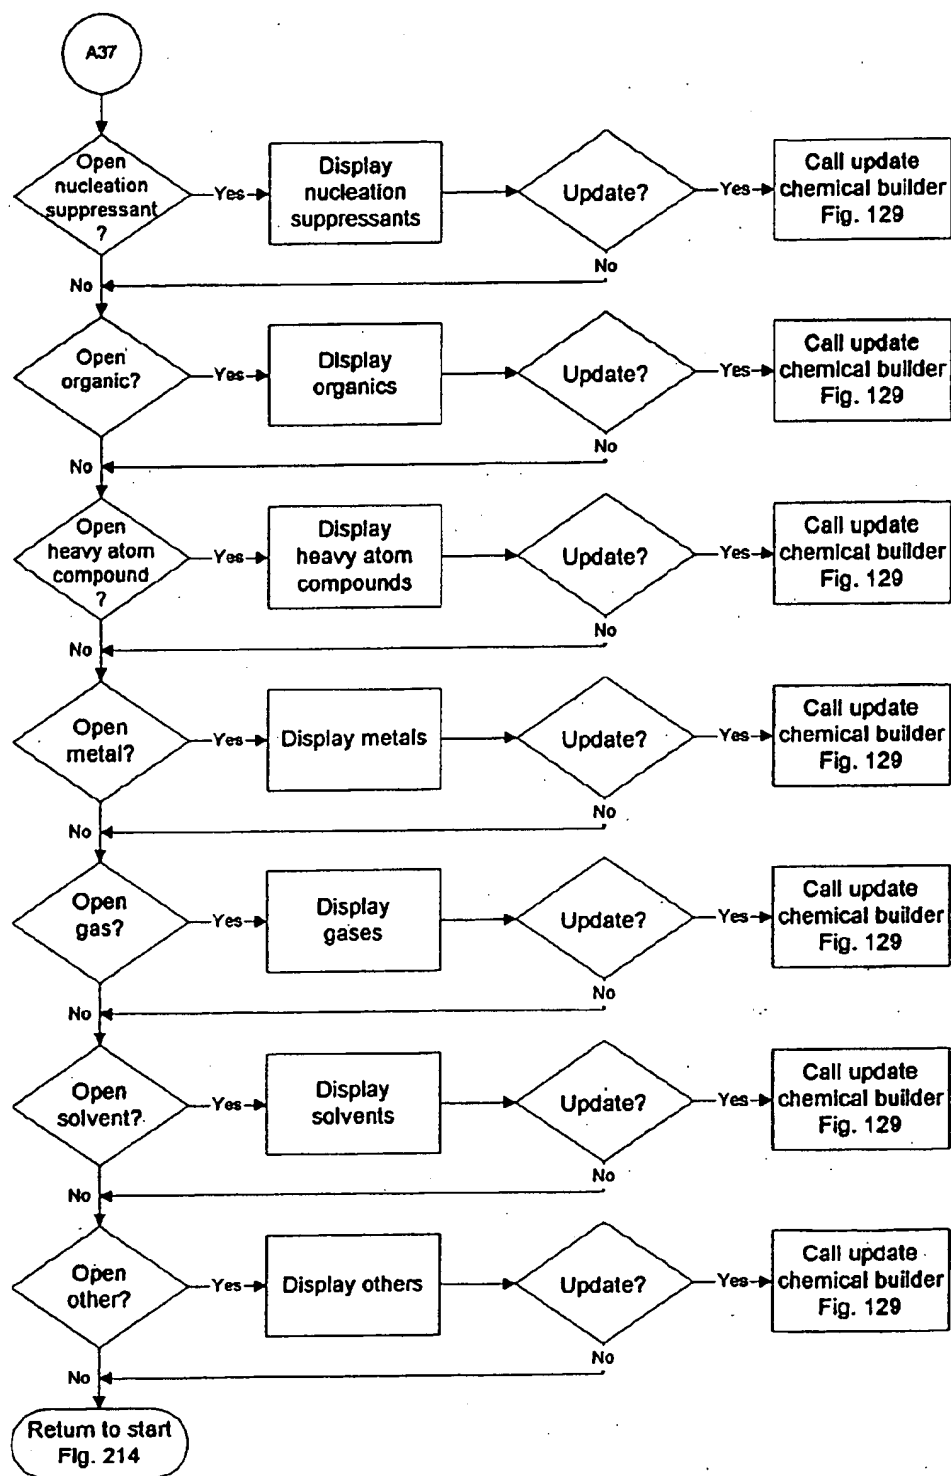 A37
Open
nucleation
suppressant
?
Yes
Display
nucleation
suppressants
Update?
Yes
Call update
chemical builder
Fig. 129
No
No
Open
organic?
Yes
Display
organics
Update?
Yes
Call update
chemical builder
Fig. 129
No
No
Open
heavy atom
compound
?
Yes
Display
heavy atom
compounds
Update?
Yes
Call update
chemical builder
Fig. 129
No
No
Open
metal?
Yes
Display metals
Update?
Yes
Call update
chemical builder
Fig. 129
No
No
Open
gas?
Yes
Display
gases
Update?
Yes
Call update
chemical builder
Fig. 129
No
No
Open
solvent?
Yes
Display
solvents
Update?
Yes
Call update
chemical builder
Fig. 129
No
No
Open
other?
Yes
Display others
Update?
Yes
Call update
chemical builder
Fig. 129
No
No
Return to start
Fig. 214